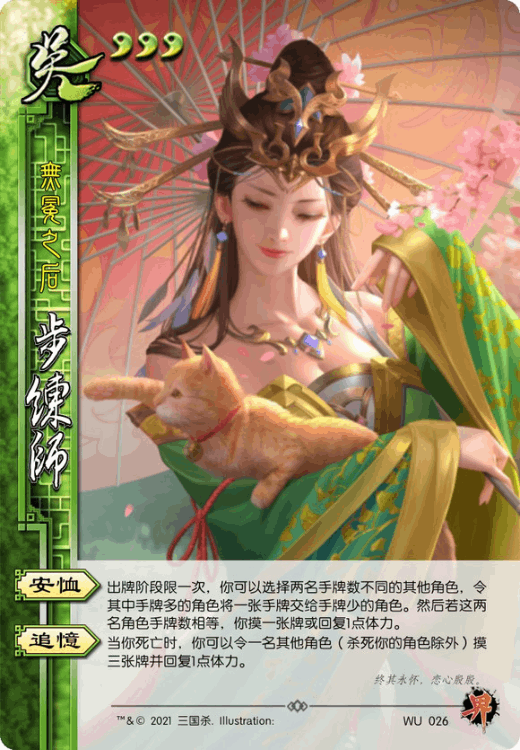 吴
無冕之后
步練師
安恤
出牌阶段限一次，你可以选择两名手牌数不同的其他角色，令
其中手牌多的角色将一张手牌交给手牌少的角色。然后若这两
名角色手牌数相等，你摸一张牌或回复1点体力。
追憶
当你死亡时，你可以令一名其他角色（杀死你的角色除外）摸
三张牌并回复1点体力。
终其永怀，恋心殷殷。
™&© 2021 三国杀. Illustration:
WU 026
界